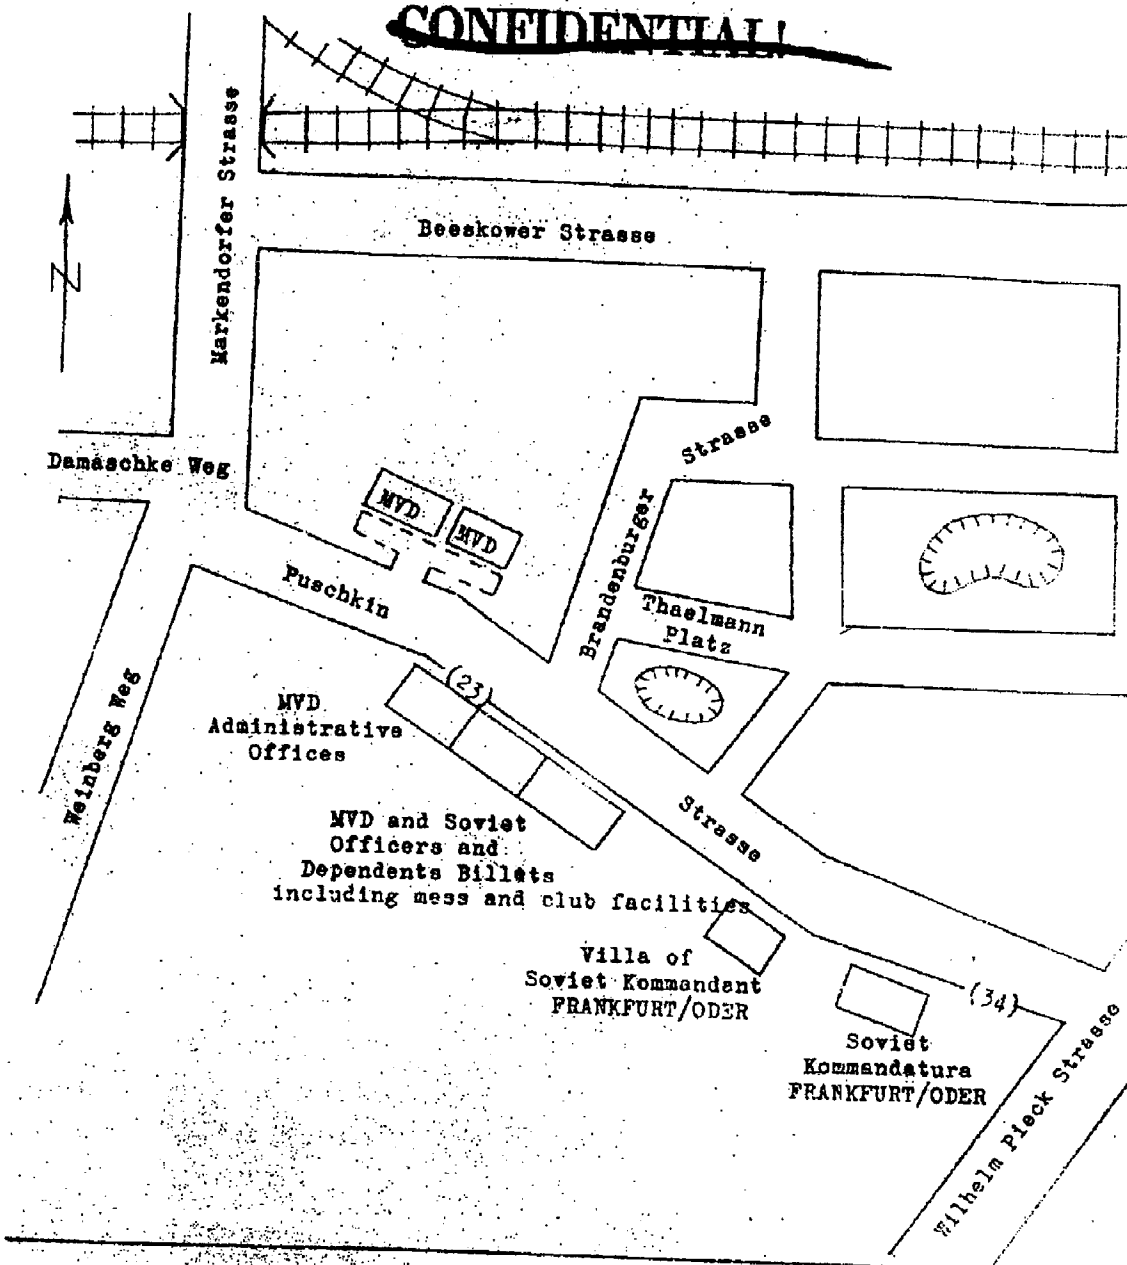 CONFIDENTIAL
Markendorfer Strasse
Beeskower Strasse
N
Damaschke Weg
Strasse
MVD
MVD
Brandenburger
Puschkin
Thaelmann
Platz
(23)
Weinberg Weg
MVD
Administrative
Offices
Strasse
MVD and Soviet
Officers and
Dependents Billets
including mess and club facilities
Villa of
Soviet Kommandant
FRANKFURT/ODER
(34)
Soviet
Kommandatura
FRANKFURT/ODER
Wilhelm Pieck Strasse